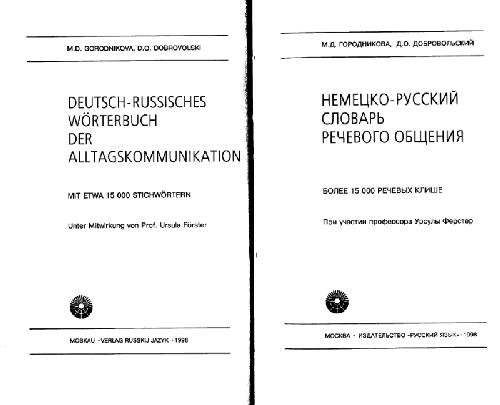 M.D. GORODNIKOVA, D.O. DOBROVOLSKI
DEUTSCH-RUSSISCHES
WÖRTERBUCH
DER
ALLTAGSKOMMUNIKATION
MIT ETWA 15 000 STICHWÖRTERN
Unter Mitwirkung von Prof. Ursula Förster
MOSKAU «VERLAG RUSSKIJ JAZYK» 1998
М.Д. ГОРОДНИКОВА, Д.О. ДОБРОВОЛЬСКИЙ
НЕМЕЦКО-РУССКИЙ
СЛОВАРЬ
РЕЧЕВОГО ОБЩЕНИЯ
БОЛЕЕ 15 000 РЕЧЕВЫХ КЛИШЕ
При участии профессора Урсулы Ферстер
МОСКВА · ИЗДАТЕЛЬСТВО «РУССКИЙ ЯЗЫК» · 1998